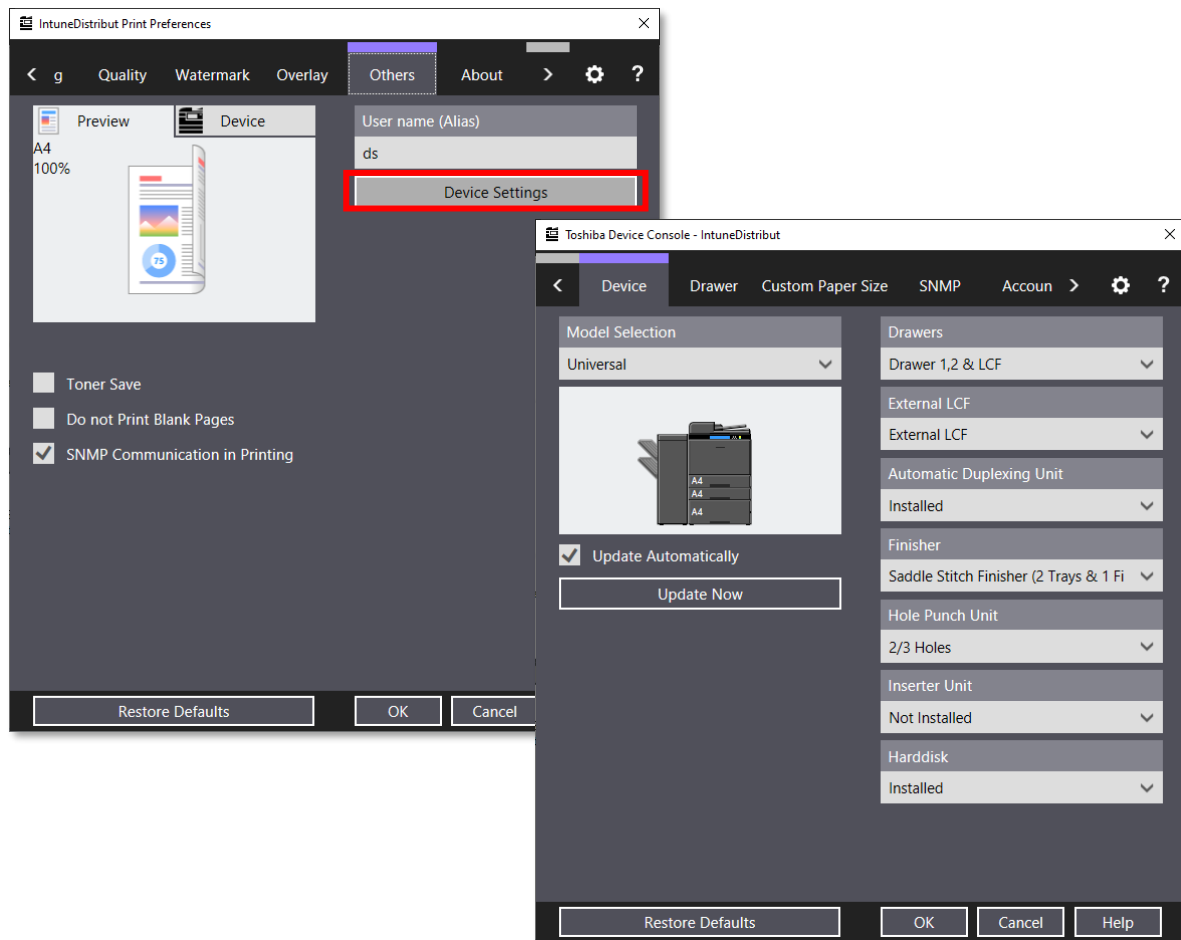 IntuneDistribut Print Preferences
g Quality Watermark Overlay Others About ?
Preview Device
A4
100%
75
User name (Alias)
ds
Device Settings
Toner Save
Do not Print Blank Pages
SNMP Communication in Printing
Restore Defaults OK Cancel
Toshiba Device Console - IntuneDistribut
Device Drawer Custom Paper Size SNMP Accoun ?
Model Selection
Universal
A4
A4
A4
Update Automatically
Update Now
Drawers
Drawer 1,2 & LCF
External LCF
External LCF
Automatic Duplexing Unit
Installed
Finisher
Saddle Stitch Finisher (2 Trays & 1 Fi
Hole Punch Unit
2/3 Holes
Inserter Unit
Not Installed
Harddisk
Installed
Restore Defaults OK Cancel Help